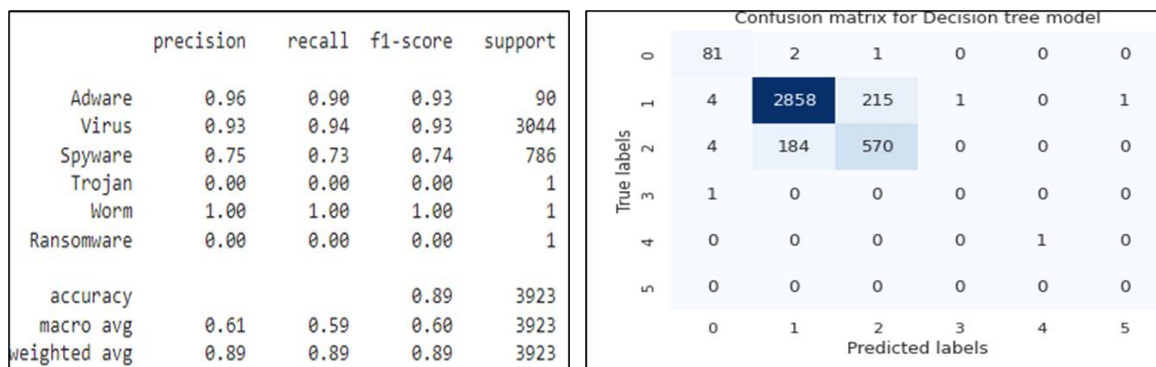 precision recall f1-score support
Adware 0.96 0.90 0.93 90
Virus 0.93 0.94 0.93 3044
Spyware 0.75 0.73 0.74 786
Trojan 0.00 0.00 0.00 1
Worm 1.00 1.00 1.00 1
Ransomware 0.00 0.00 0.00 1
accuracy 0.89 3923
macro avg 0.61 0.59 0.60 3923
weighted avg 0.89 0.89 0.89 3923
Confusion matrix for Decision tree model
True labels
0 81 2 1 0 0 0
1 4 2858 215 1 0 1
2 4 184 570 0 0 0
3 1 0 0 0 0 0
4 0 0 0 0 1 0
5 0 0 0 0 0 0
0 1 2 3 4 5
Predicted labels